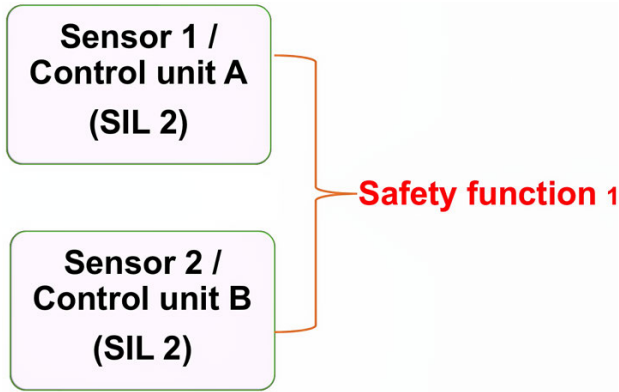 Sensor 1 /
Control unit A
(SIL 2)
Safety function 1
Sensor 2 /
Control unit B
(SIL 2)